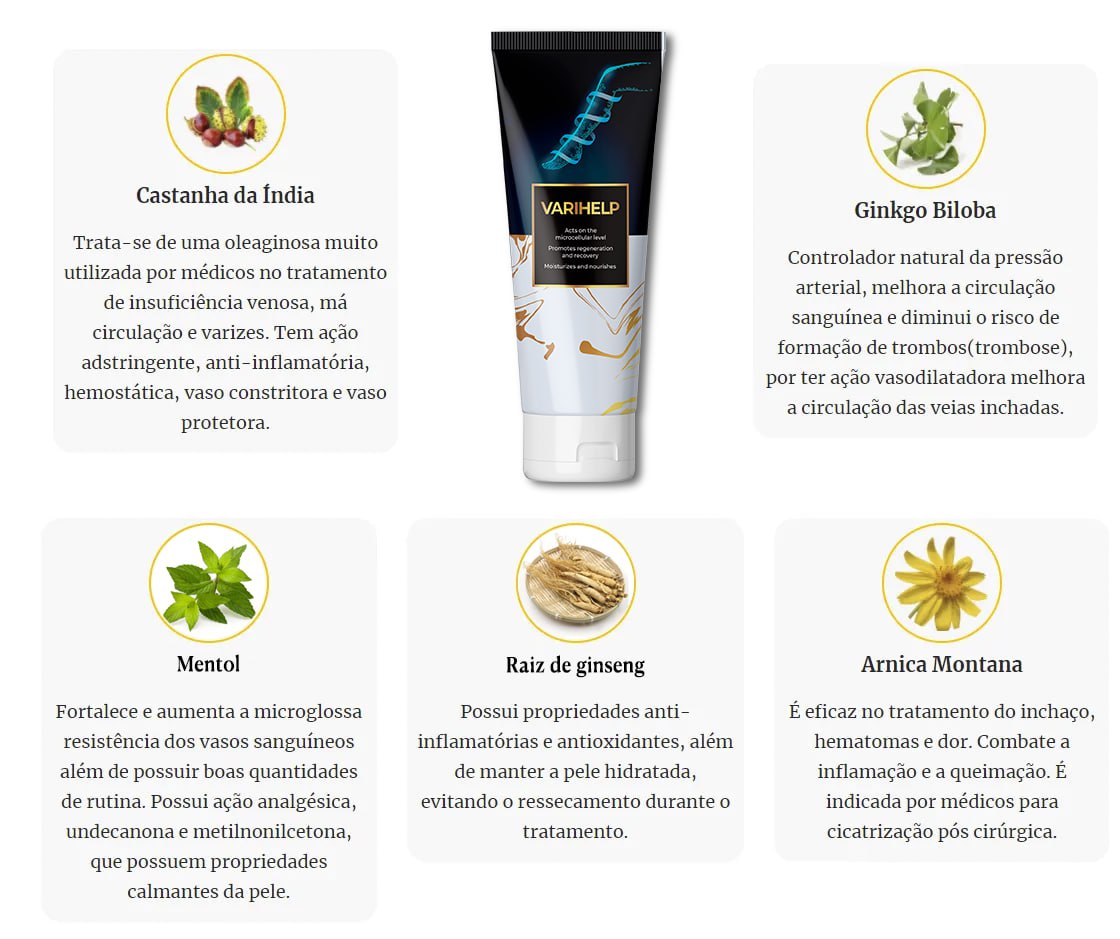 Castanha da Índia
Trata-se de uma oleaginosa muito
utilizada por médicos no tratamento
de insuficiência venosa, má
circulação e varizes. Tem ação
adstringente, anti-inflamatória,
hemostática, vaso constritora e vaso
protetora.
VARIHELP
Acts on the
microcellular level
Promotes regeneration
and recovery
Moisturizes and nourishes
Ginkgo Biloba
Controlador natural da pressão
arterial, melhora a circulação
sanguínea e diminui o risco de
formação de trombos(trombose),
por ter ação vasodilatadora melhora
a circulação das veias inchadas.
Mentol
Fortalece e aumenta a microglossa
resistência dos vasos sanguíneos
além de possuir boas quantidades
de rutina. Possui ação analgésica,
undecanona e metilnonilcetona,
que possuem propriedades
calmantes da pele.
Raiz de ginseng
Possui propriedades anti-
inflamatórias e antioxidantes, além
de manter a pele hidratada,
evitando o ressecamento durante o
tratamento.
Arnica Montana
É eficaz no tratamento do inchaço,
hematomas e dor. Combate a
inflamação e a queimação. É
indicada por médicos para
cicatrização pós cirúrgica.